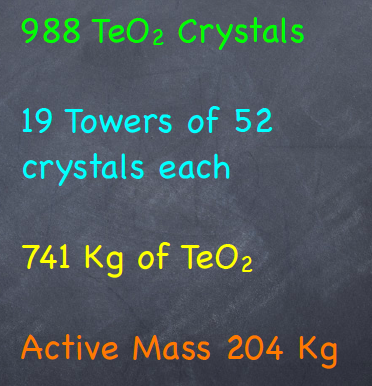 988 TeO₂ Crystals
19 Towers of 52
crystals each
741 Kg of TeO₂
Active Mass 204 Kg